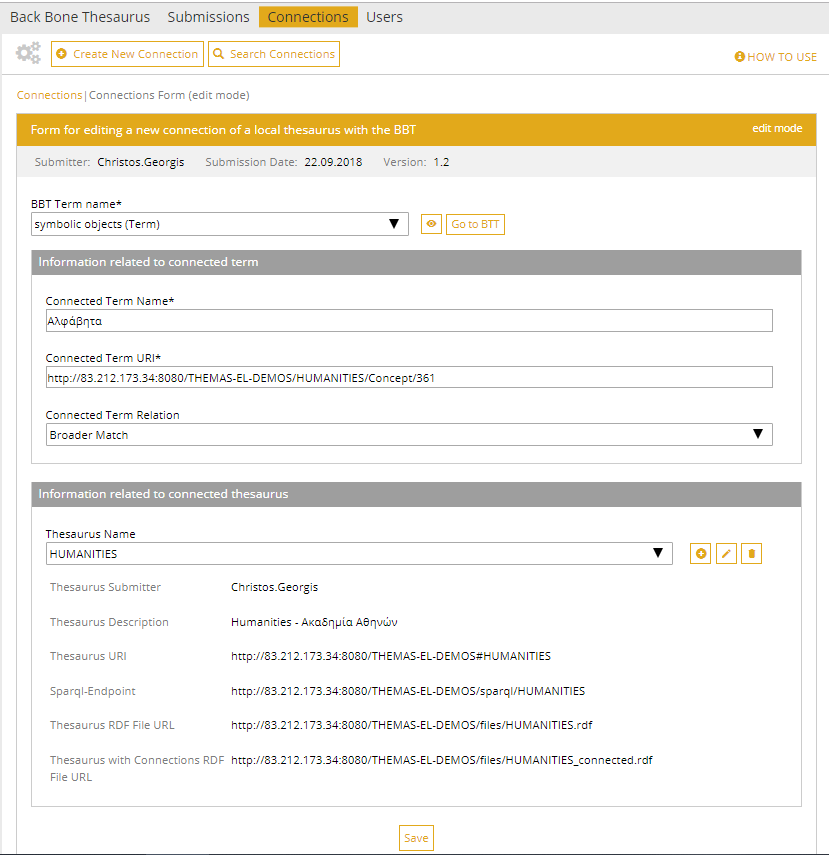 Back Bone Thesaurus Submissions Connections Users
Create New Connection Search Connections HOW TO USE
Connections|Connections Form (edit mode)
Form for editing a new connection of a local thesaurus with the BBT edit mode
Submitter: Christos.Georgis Submission Date: 22.09.2018 Version: 1.2
BBT Term name*
symbolic objects (Term) Go to BTT
Information related to connected term
Connected Term Name*
Αλφάβητα
Connected Term URI*
http://83.212.173.34:8080/THEMAS-EL-DEMOS/HUMANITIES/Concept/361
Connected Term Relation
Broader Match
Information related to connected thesaurus
Thesaurus Name
HUMANITIES
Thesaurus Submitter Christos.Georgis
Thesaurus Description Humanities - Ακαδημία Αθηνών
Thesaurus URI http://83.212.173.34:8080/THEMAS-EL-DEMOS#HUMANITIES
Sparql-Endpoint http://83.212.173.34:8080/THEMAS-EL-DEMOS/sparql/HUMANITIES
Thesaurus RDF File URL http://83.212.173.34:8080/THEMAS-EL-DEMOS/files/HUMANITIES.rdf
Thesaurus with Connections RDF http://83.212.173.34:8080/THEMAS-EL-DEMOS/files/HUMANITIES_connected.rdf
File URL
Save